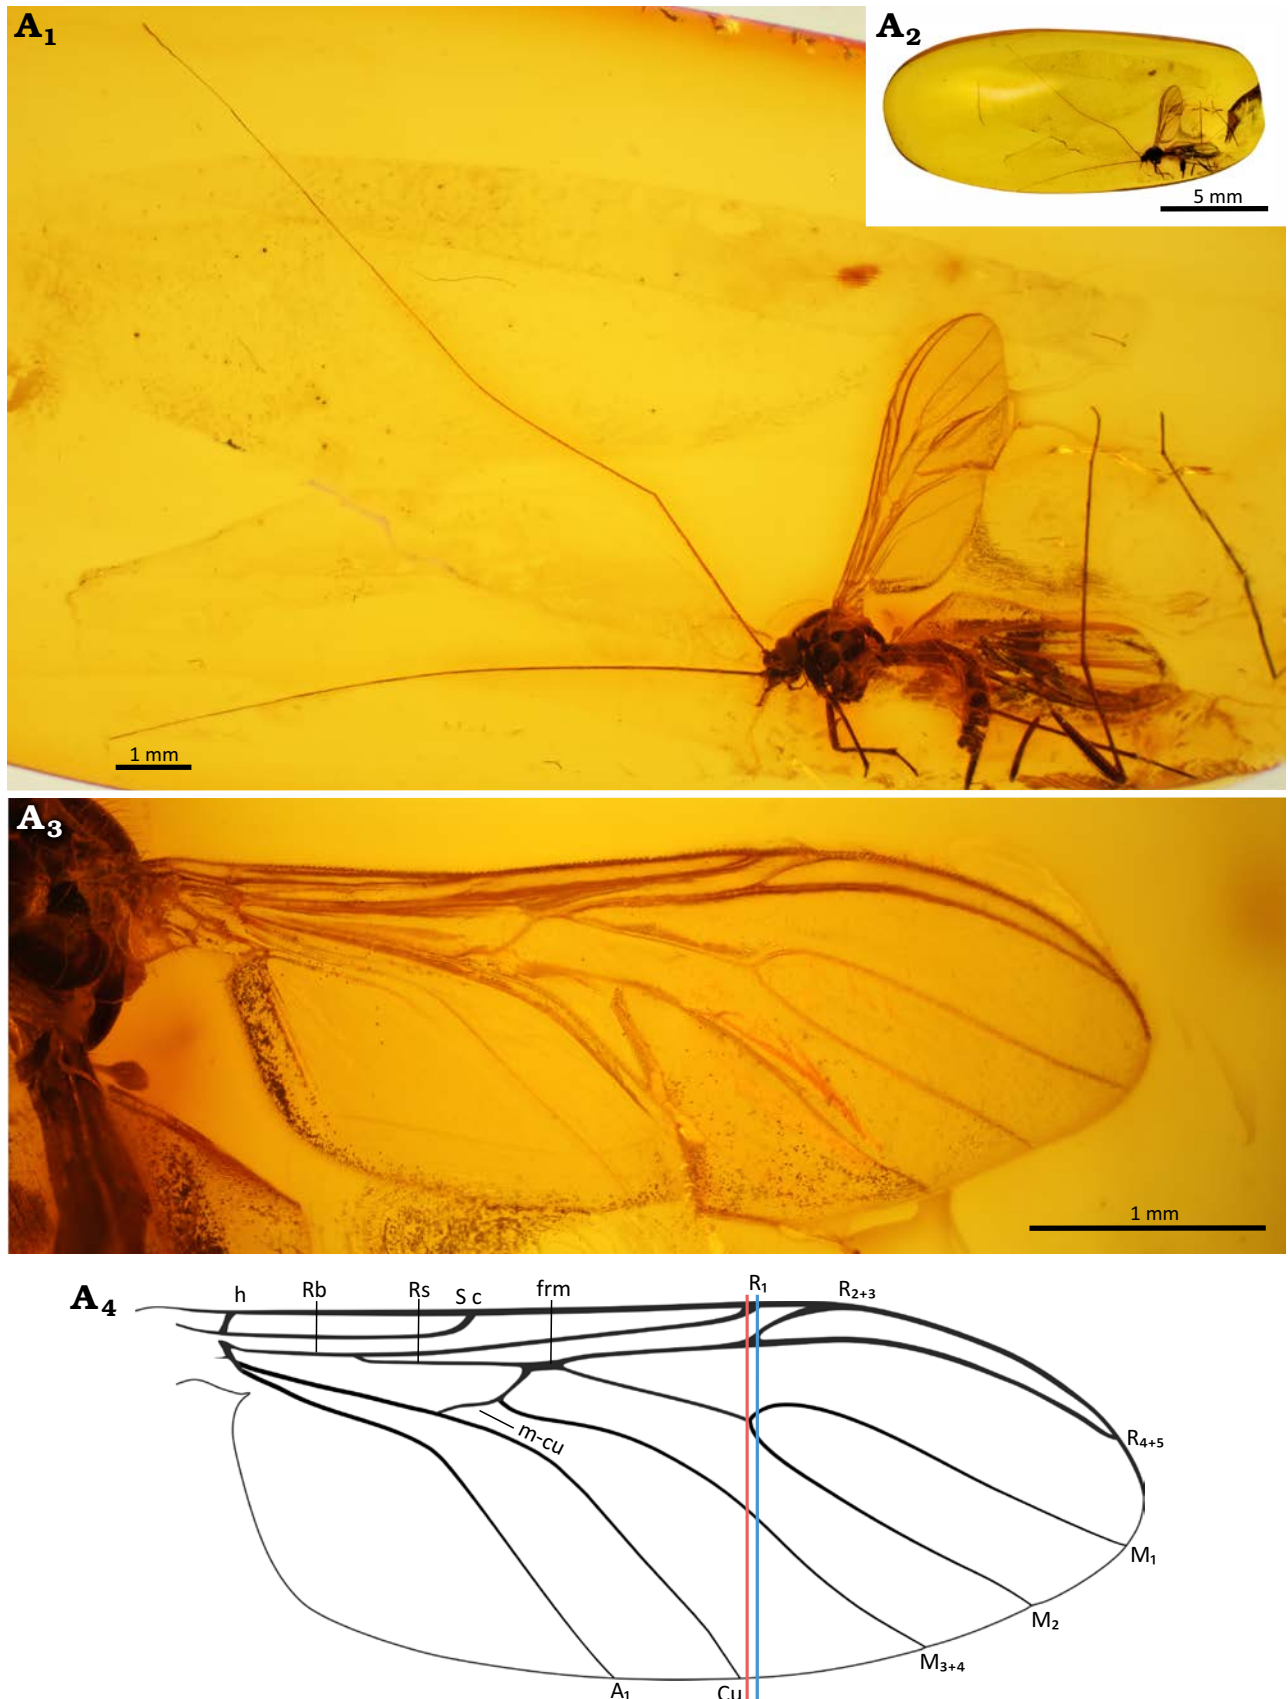 A₁
A₂
5 mm
1 mm
A₃
1 mm
A₄
h Rb Rs S c frm R₁ R₂₊₃
m-cu
R₄₊₅
M₁
M₂
M₃₊₄
A₁ Cu